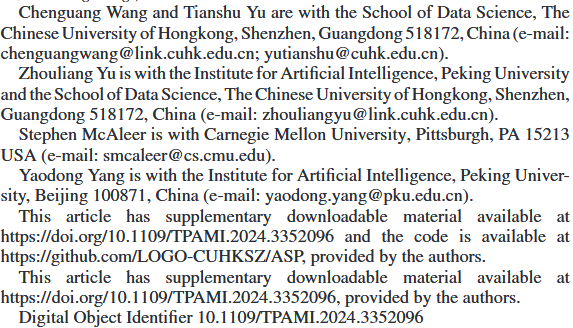 Chenguang Wang and Tianshu Yu are with the School of Data Science, The
Chinese University of Hongkong, Shenzhen, Guangdong 518172, China (e-mail:
chenguangwang@link.cuhk.edu.cn; yutianshu@cuhk.edu.cn).
Zhouliang Yu is with the Institute for Artificial Intelligence, Peking University
and the School of Data Science, The Chinese University of Hongkong, Shenzhen,
Guangdong 518172, China (e-mail: zhouliangyu@link.cuhk.edu.cn).
Stephen McAleer is with Carnegie Mellon University, Pittsburgh, PA 15213
USA (e-mail: smcaleer@cs.cmu.edu).
Yaodong Yang is with the Institute for Artificial Intelligence, Peking Univer-
sity, Beijing 100871, China (e-mail: yaodong.yang@pku.edu.cn).
This article has supplementary downloadable material available at
https://doi.org/10.1109/TPAMI.2024.3352096 and the code is available at
https://github.com/LOGO-CUHKSZ/ASP, provided by the authors.
This article has supplementary downloadable material available at
https://doi.org/10.1109/TPAMI.2024.3352096, provided by the authors.
Digital Object Identifier 10.1109/TPAMI.2024.3352096